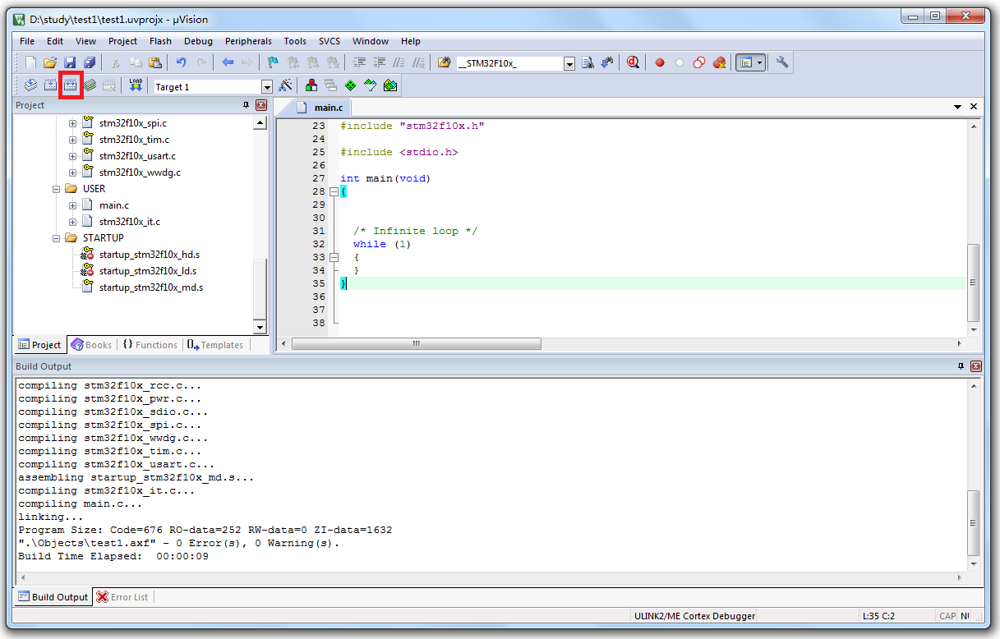 D:\study\test1\test1.uvprojx - µVision
File Edit View Project Flash Debug Peripherals Tools SVCS Window Help
__STM32F10x_
LOAD Target 1
Project
stm32f10x_spi.c
stm32f10x_tim.c
stm32f10x_usart.c
stm32f10x_wwdg.c
USER
main.c
stm32f10x_it.c
STARTUP
startup_stm32f10x_hd.s
startup_stm32f10x_ld.s
startup_stm32f10x_md.s
Project Books {} Functions Templates
main.c
23 #include "stm32f10x.h"
24
25 #include <stdio.h>
26
27 int main(void)
28 {
29
30
31 /* Infinite loop */
32 while (1)
33 {
34 }
35 }
36
37
38
Build Output
compiling stm32f10x_rcc.c...
compiling stm32f10x_pwr.c...
compiling stm32f10x_sdio.c...
compiling stm32f10x_spi.c...
compiling stm32f10x_wwdg.c...
compiling stm32f10x_tim.c...
compiling stm32f10x_usart.c...
assembling startup_stm32f10x_md.s...
compiling stm32f10x_it.c...
compiling main.c...
linking...
Program Size: Code=676 RO-data=252 RW-data=0 ZI-data=1632
".\Objects\test1.axf" - 0 Error(s), 0 Warning(s).
Build Time Elapsed:  00:00:09
Build Output Error List
ULINK2/ME Cortex Debugger L:35 C:2 CAP